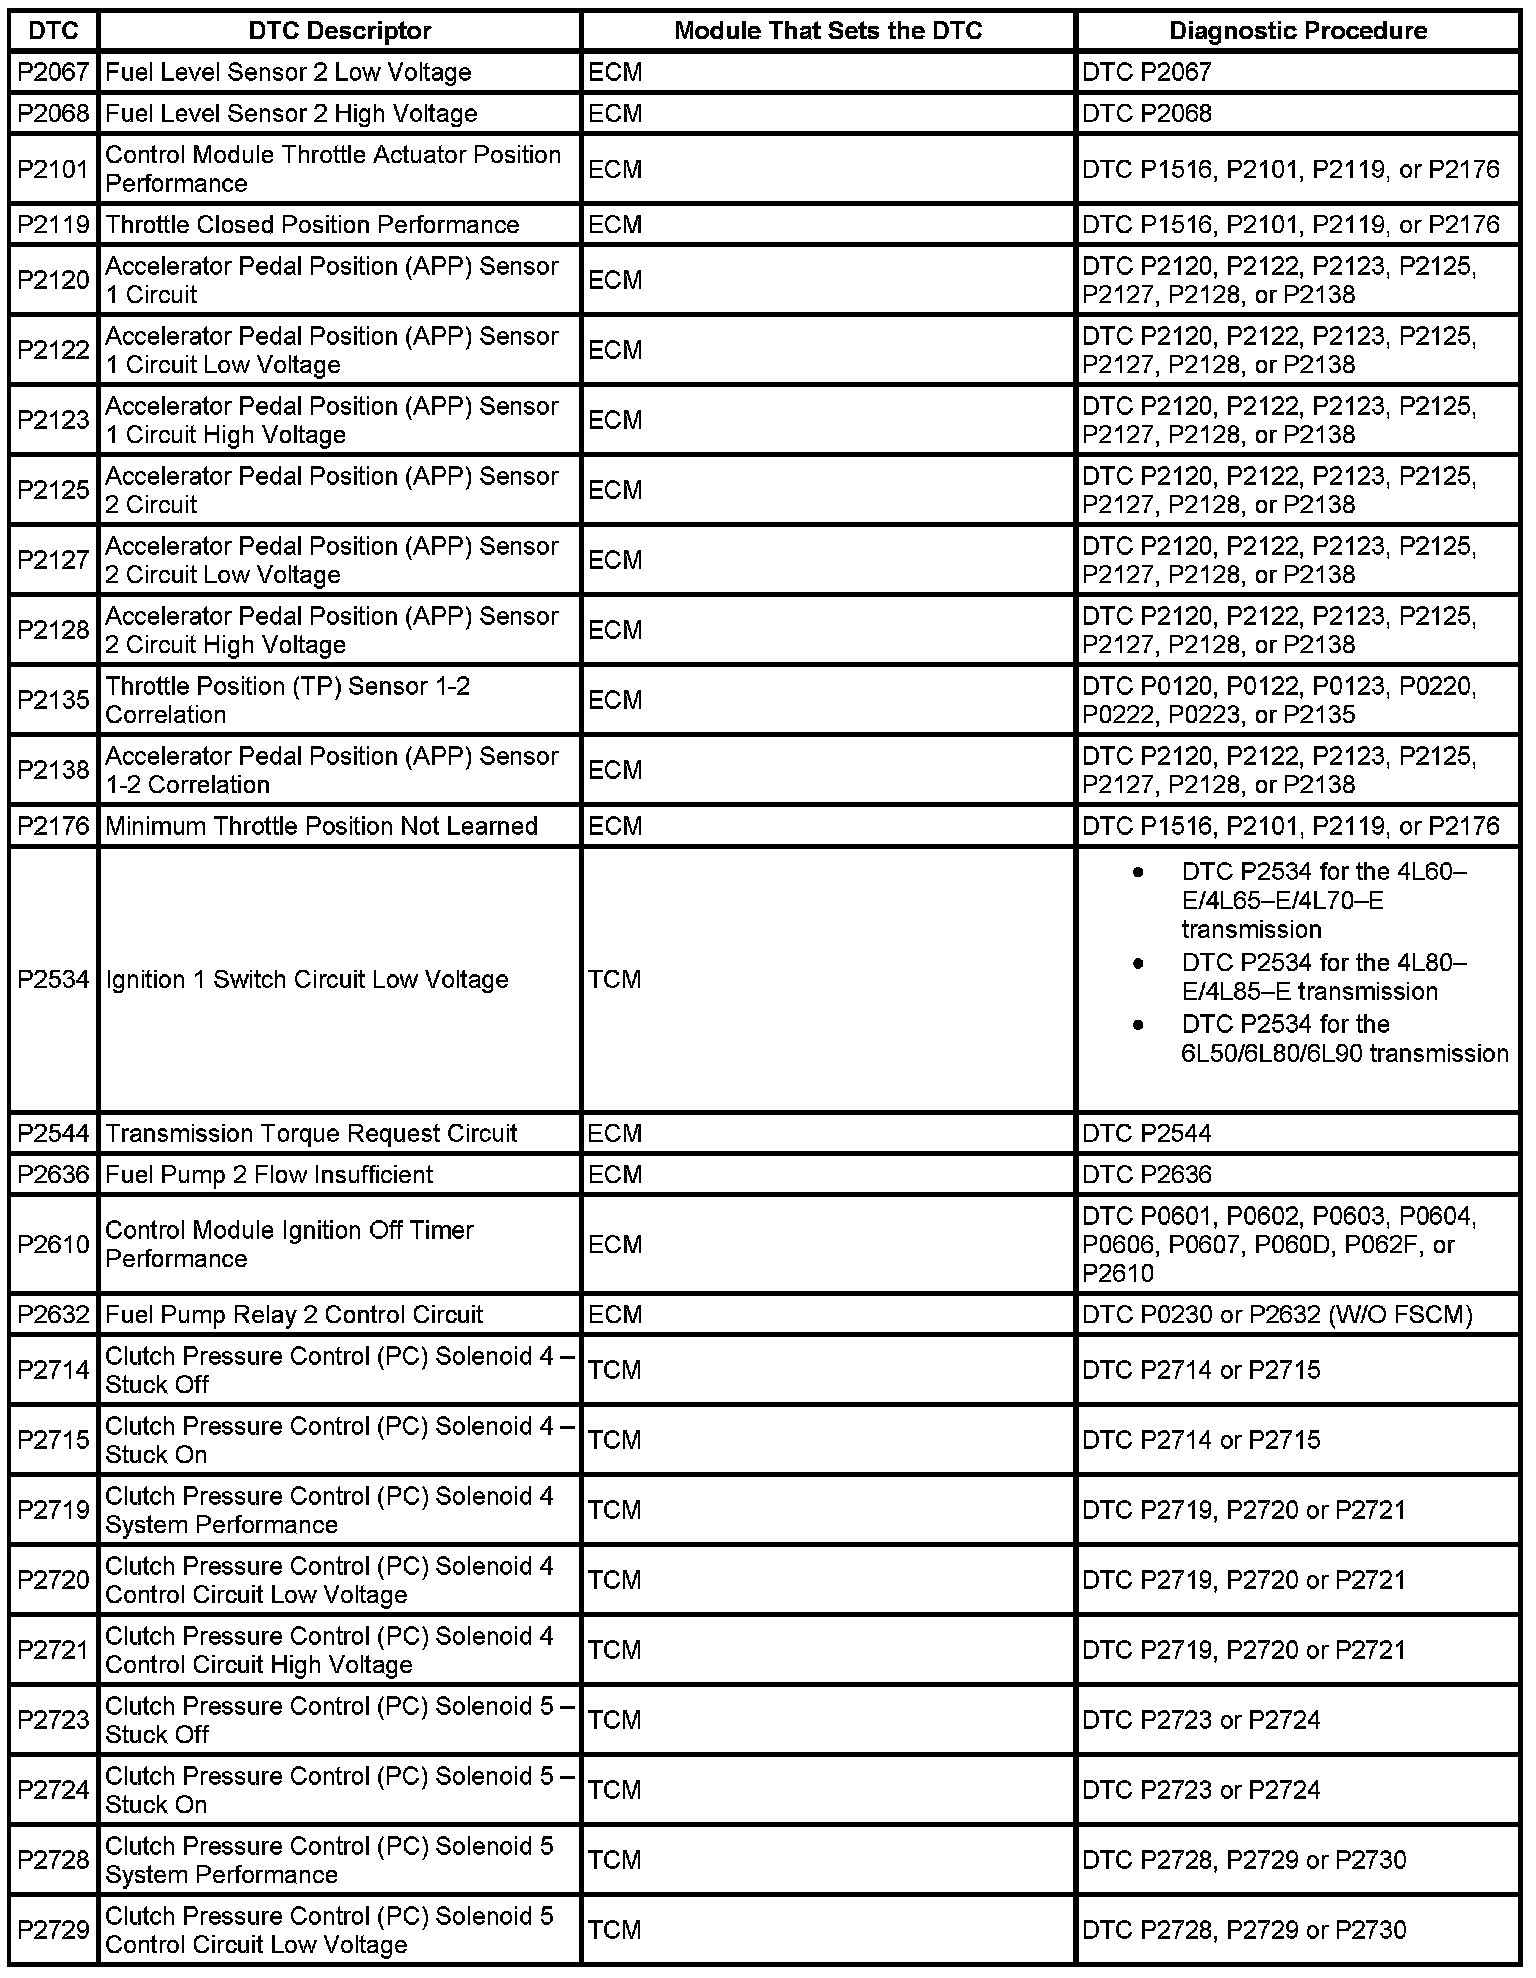 DTC DTC Descriptor Module That Sets the DTC Diagnostic Procedure
P2067 Fuel Level Sensor 2 Low Voltage ECM DTC P2067
P2068 Fuel Level Sensor 2 High Voltage ECM DTC P2068
P2101 Control Module Throttle Actuator Position
Performance ECM DTC P1516, P2101, P2119, or P2176
P2119 Throttle Closed Position Performance ECM DTC P1516, P2101, P2119, or P2176
P2120 Accelerator Pedal Position (APP) Sensor
1 Circuit ECM DTC P2120, P2122, P2123, P2125,
P2127, P2128, or P2138
P2122 Accelerator Pedal Position (APP) Sensor
1 Circuit Low Voltage ECM DTC P2120, P2122, P2123, P2125,
P2127, P2128, or P2138
P2123 Accelerator Pedal Position (APP) Sensor
1 Circuit High Voltage ECM DTC P2120, P2122, P2123, P2125,
P2127, P2128, or P2138
P2125 Accelerator Pedal Position (APP) Sensor
2 Circuit ECM DTC P2120, P2122, P2123, P2125,
P2127, P2128, or P2138
P2127 Accelerator Pedal Position (APP) Sensor
2 Circuit Low Voltage ECM DTC P2120, P2122, P2123, P2125,
P2127, P2128, or P2138
P2128 Accelerator Pedal Position (APP) Sensor
2 Circuit High Voltage ECM DTC P2120, P2122, P2123, P2125,
P2127, P2128, or P2138
P2135 Throttle Position (TP) Sensor 1-2
Correlation ECM DTC P0120, P0122, P0123, P0220,
P0222, P0223, or P2135
P2138 Accelerator Pedal Position (APP) Sensor
1-2 Correlation ECM DTC P2120, P2122, P2123, P2125,
P2127, P2128, or P2138
P2176 Minimum Throttle Position Not Learned ECM DTC P1516, P2101, P2119, or P2176
P2534 Ignition 1 Switch Circuit Low Voltage TCM • DTC P2534 for the 4L60–
E/4L65–E/4L70–E
transmission
• DTC P2534 for the 4L80–
E/4L85–E transmission
• DTC P2534 for the
6L50/6L80/6L90 transmission
P2544 Transmission Torque Request Circuit ECM DTC P2544
P2636 Fuel Pump 2 Flow Insufficient ECM DTC P2636
P2610 Control Module Ignition Off Timer
Performance ECM DTC P0601, P0602, P0603, P0604,
P0606, P0607, P060D, P062F, or
P2610
P2632 Fuel Pump Relay 2 Control Circuit ECM DTC P0230 or P2632 (W/O FSCM)
P2714 Clutch Pressure Control (PC) Solenoid 4 –
Stuck Off TCM DTC P2714 or P2715
P2715 Clutch Pressure Control (PC) Solenoid 4 –
Stuck On TCM DTC P2714 or P2715
P2719 Clutch Pressure Control (PC) Solenoid 4
System Performance TCM DTC P2719, P2720 or P2721
P2720 Clutch Pressure Control (PC) Solenoid 4
Control Circuit Low Voltage TCM DTC P2719, P2720 or P2721
P2721 Clutch Pressure Control (PC) Solenoid 4
Control Circuit High Voltage TCM DTC P2719, P2720 or P2721
P2723 Clutch Pressure Control (PC) Solenoid 5 –
Stuck Off TCM DTC P2723 or P2724
P2724 Clutch Pressure Control (PC) Solenoid 5 –
Stuck On TCM DTC P2723 or P2724
P2728 Clutch Pressure Control (PC) Solenoid 5
System Performance TCM DTC P2728, P2729 or P2730
P2729 Clutch Pressure Control (PC) Solenoid 5
Control Circuit Low Voltage TCM DTC P2728, P2729 or P2730